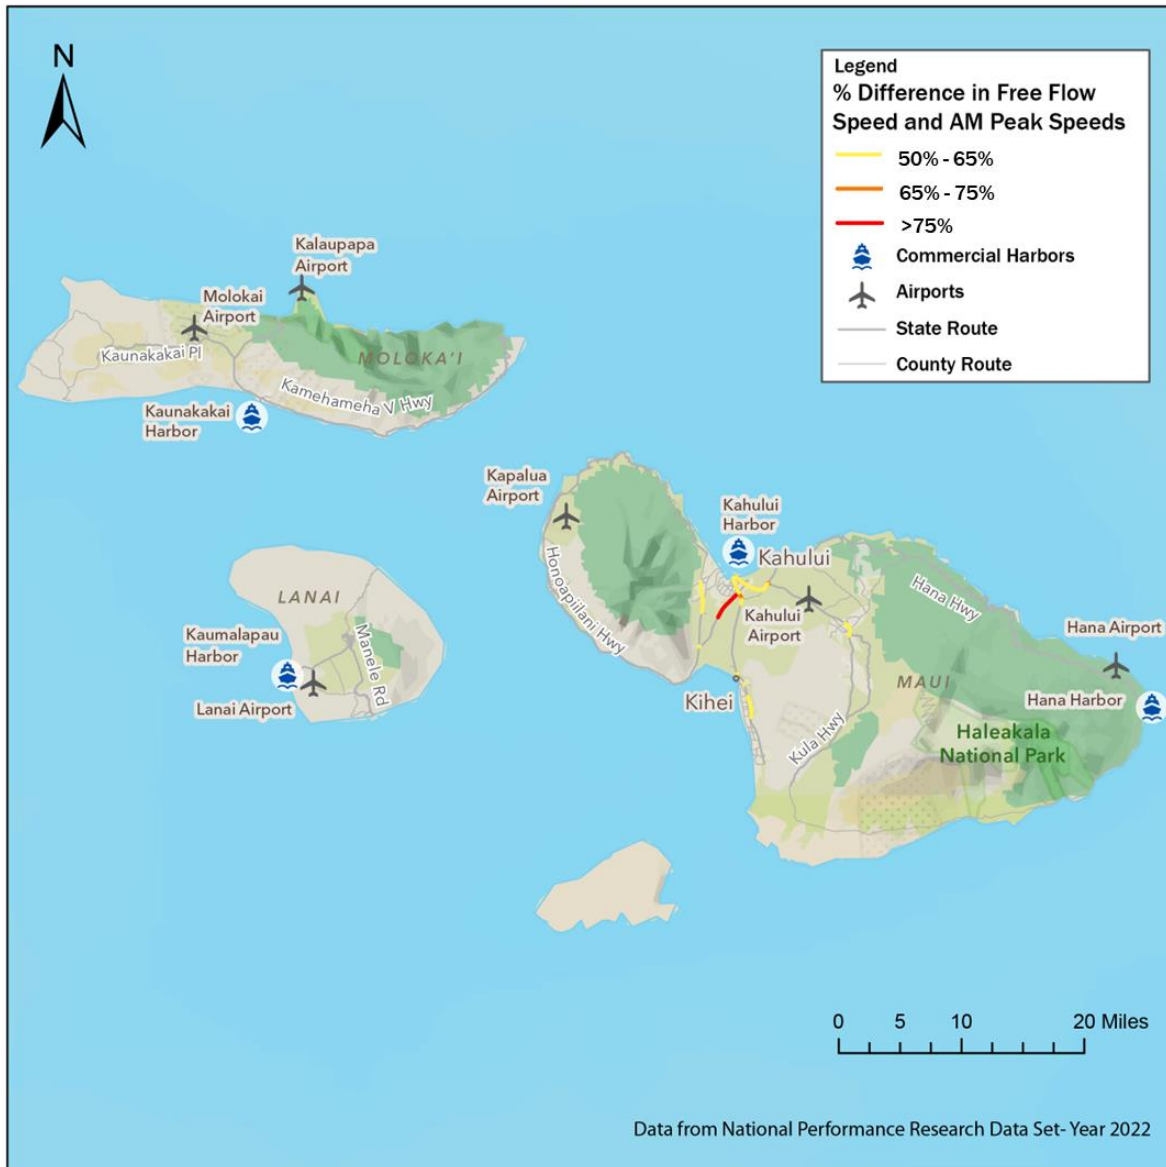 N
Legend
% Difference in Free Flow
Speed and AM Peak Speeds
50% - 65%
65% - 75%
>75%
Commercial Harbors
Airports
State Route
County Route
Kalaupapa
Airport
Molokai
Airport
Kaunakakai Pl
MOLOKA'I
Kamehameha V Hwy
Kaunakakai
Harbor
Kapalua
Airport
Kahului
Harbor
Kahului
Honoapiilani Hwy
Hana Hwy
LANAI
Kahului
Airport
Hana Airport
Kaumalapau
Harbor
Manele Rd
Lanai Airport
Kihei
MAUI
Hana Harbor
Kula Hwy
Haleakala
National Park
0 5 10 20 Miles
Data from National Performance Research Data Set- Year 2022